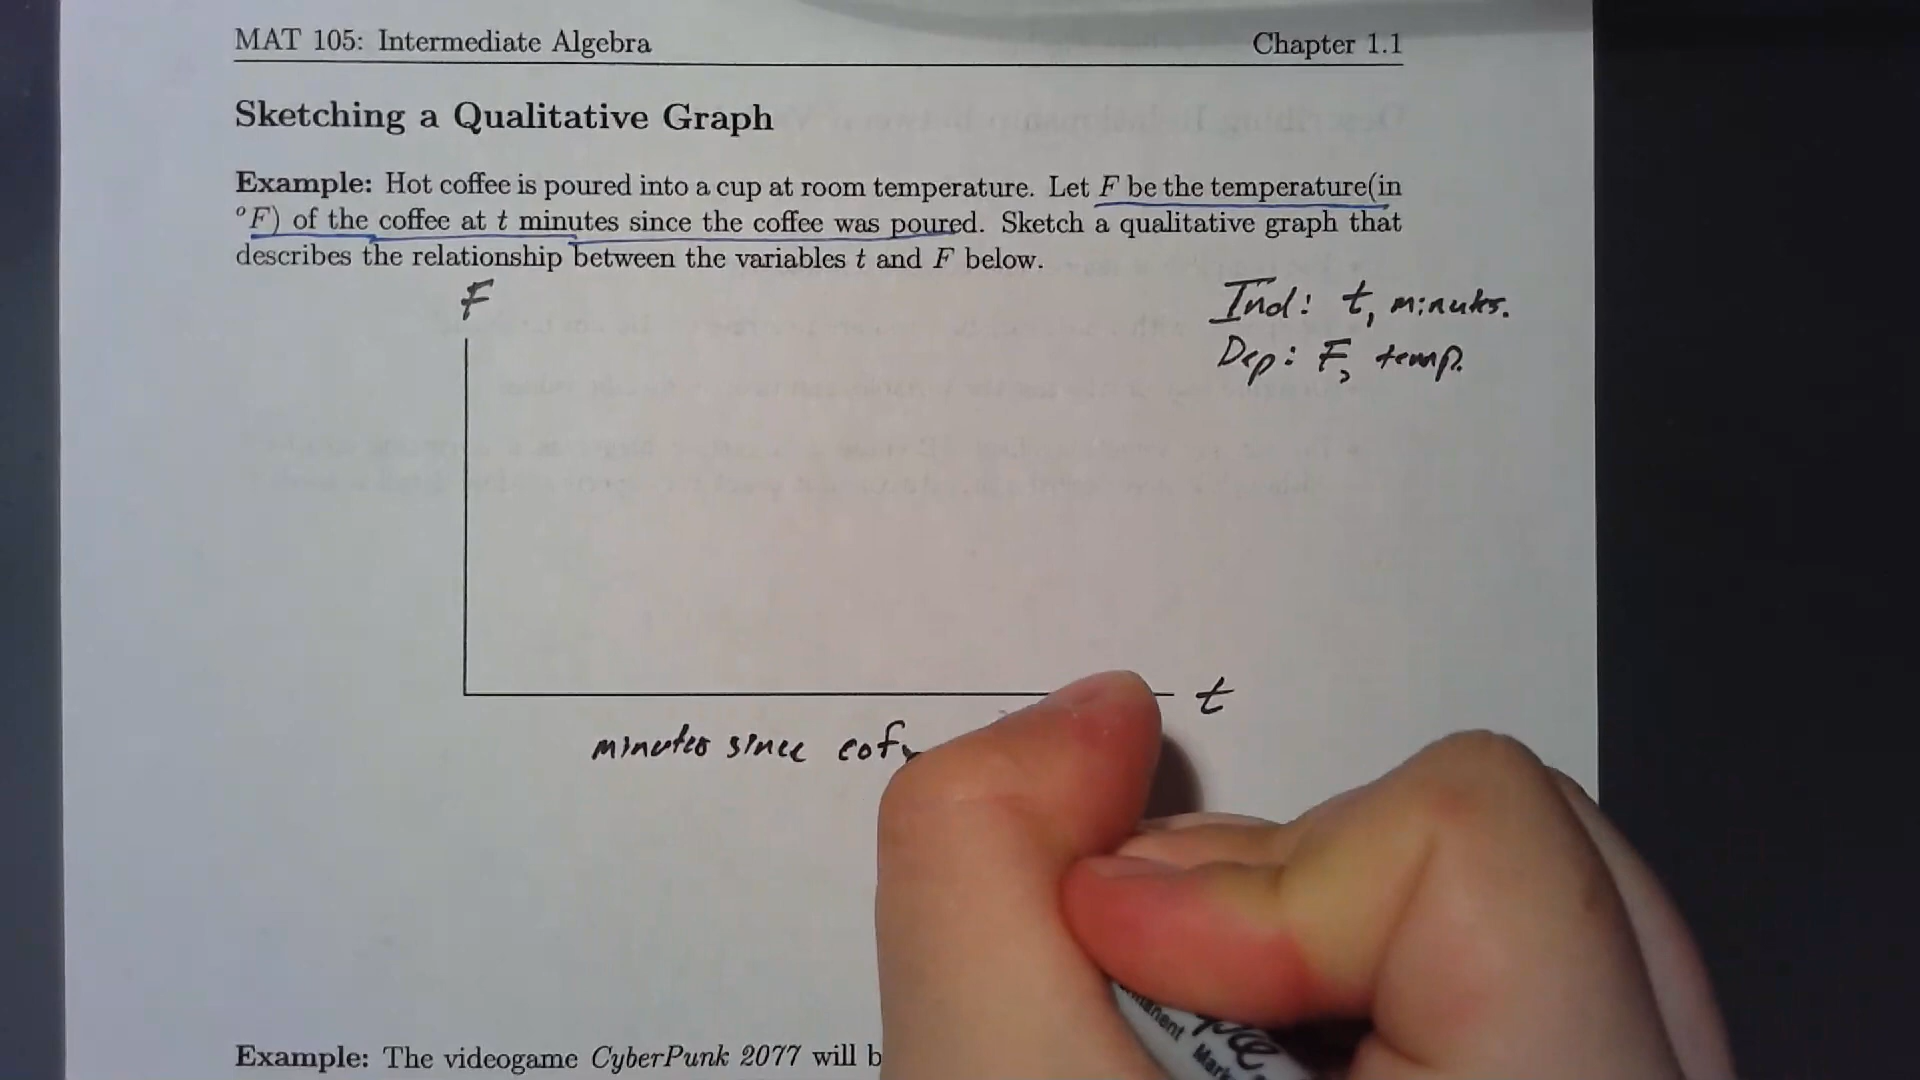 MAT 105: Intermediate Algebra Chapter 1.1
Sketching a Qualitative Graph
Example: Hot coffee is poured into a cup at room temperature. Let F be the temperature(in
°F) of the coffee at t minutes since the coffee was poured. Sketch a qualitative graph that
describes the relationship between the variables t and F below.
F
Ind: t, minutes.
Dep: F, temp.
t
minutes since
Example: The videogame CyberPunk 2077 will b